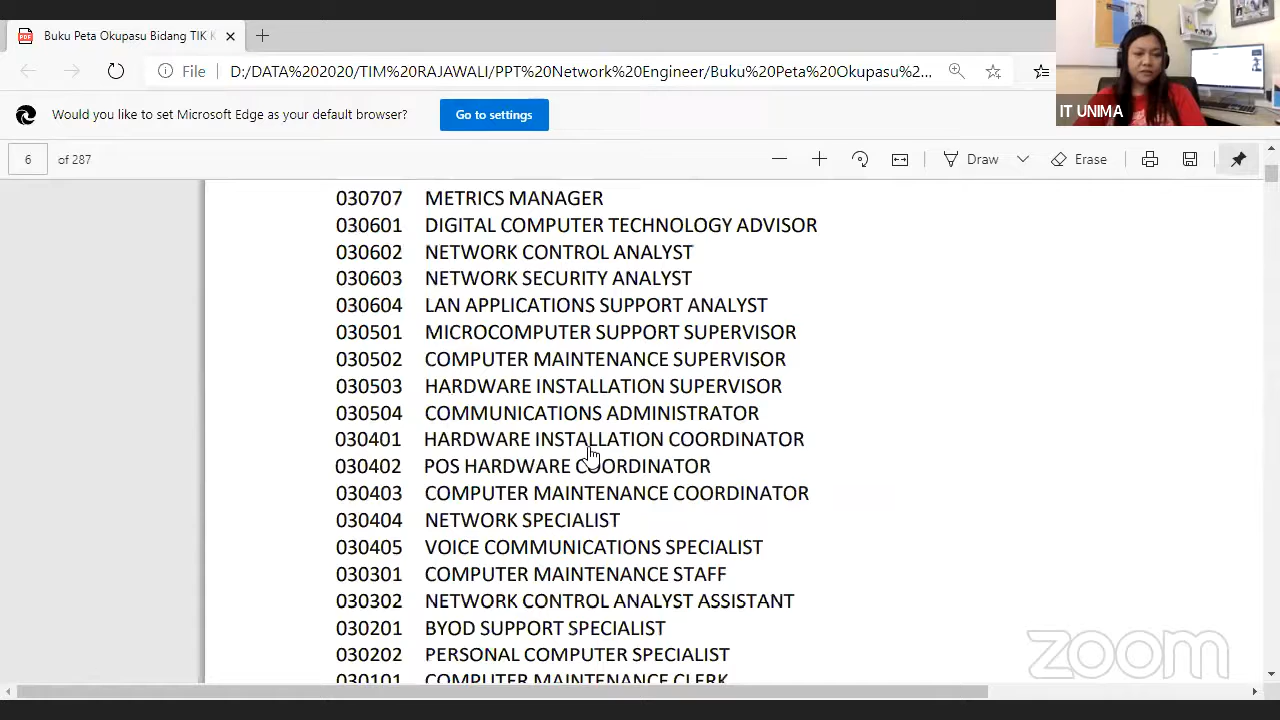 Buku Peta Okupasu Bidang TIK K
File D:/DATA%202020/TIM%20RAJAWALI/PPT%20Network%20Engineer/Buku%20Peta%20Okupasu%2...
IT UNIMA
Would you like to set Microsoft Edge as your default browser? Go to settings
6 of 287 Draw Erase
030707 METRICS MANAGER
030601 DIGITAL COMPUTER TECHNOLOGY ADVISOR
030602 NETWORK CONTROL ANALYST
030603 NETWORK SECURITY ANALYST
030604 LAN APPLICATIONS SUPPORT ANALYST
030501 MICROCOMPUTER SUPPORT SUPERVISOR
030502 COMPUTER MAINTENANCE SUPERVISOR
030503 HARDWARE INSTALLATION SUPERVISOR
030504 COMMUNICATIONS ADMINISTRATOR
030401 HARDWARE INSTALLATION COORDINATOR
030402 POS HARDWARE COORDINATOR
030403 COMPUTER MAINTENANCE COORDINATOR
030404 NETWORK SPECIALIST
030405 VOICE COMMUNICATIONS SPECIALIST
030301 COMPUTER MAINTENANCE STAFF
030302 NETWORK CONTROL ANALYST ASSISTANT
030201 BYOD SUPPORT SPECIALIST
030202 PERSONAL COMPUTER SPECIALIST
030101 COMPUTER MAINTENANCE CLERK
zoom